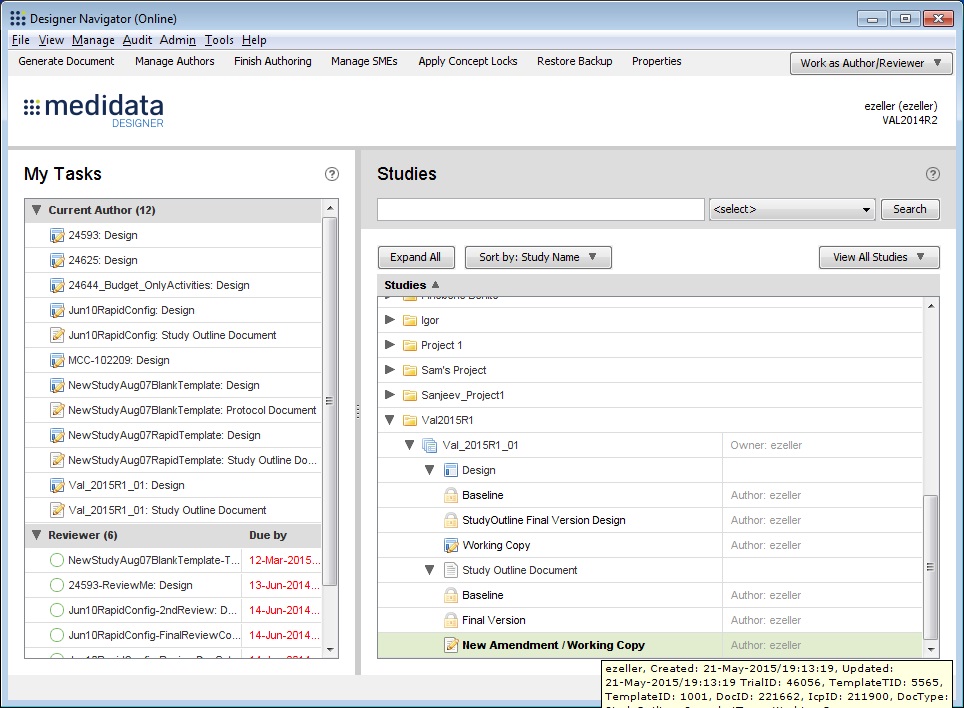 Designer Navigator (Online)
File View Manage Audit Admin Tools Help
Generate Document Manage Authors Finish Authoring Manage SMEs Apply Concept Locks Restore Backup Properties Work as Author/Reviewer
medidata
DESIGNER
ezeller (ezeller)
VAL2014R2
My Tasks
Current Author (12)
24593: Design
24625: Design
24644_Budget_OnlyActivities: Design
Jun10RapidConfig: Design
Jun10RapidConfig: Study Outline Document
MCC-102209: Design
NewStudyAug07BlankTemplate: Design
NewStudyAug07BlankTemplate: Protocol Document
NewStudyAug07RapidTemplate: Design
NewStudyAug07RapidTemplate: Study Outline Do...
Val_2015R1_01: Design
Val_2015R1_01: Study Outline Document
Reviewer (6) Due by
NewStudyAug07BlankTemplate-T... 12-Mar-2015...
24593-ReviewMe: Design 13-Jun-2014...
Jun10RapidConfig-2ndReview: D... 14-Jun-2014...
Jun10RapidConfig-FinalReviewCo... 14-Jun-2014...
Studies
<select> Search
Expand All Sort by: Study Name View All Studies
Studies
Igor
Project 1
Sam's Project
Sanjeev_Project1
Val2015R1
Val_2015R1_01 Owner: ezeller
Design
Baseline Author: ezeller
StudyOutline Final Version Design Author: ezeller
Working Copy Author: ezeller
Study Outline Document
Baseline Author: ezeller
Final Version Author: ezeller
New Amendment / Working Copy Author: ezeller
ezeller, Created: 21-May-2015/19:13:19, Updated:
21-May-2015/19:13:19 TrialID: 46056, TemplateTID: 5565,
TemplateID: 1001, DocID: 221662, IcpID: 211900, DocType: